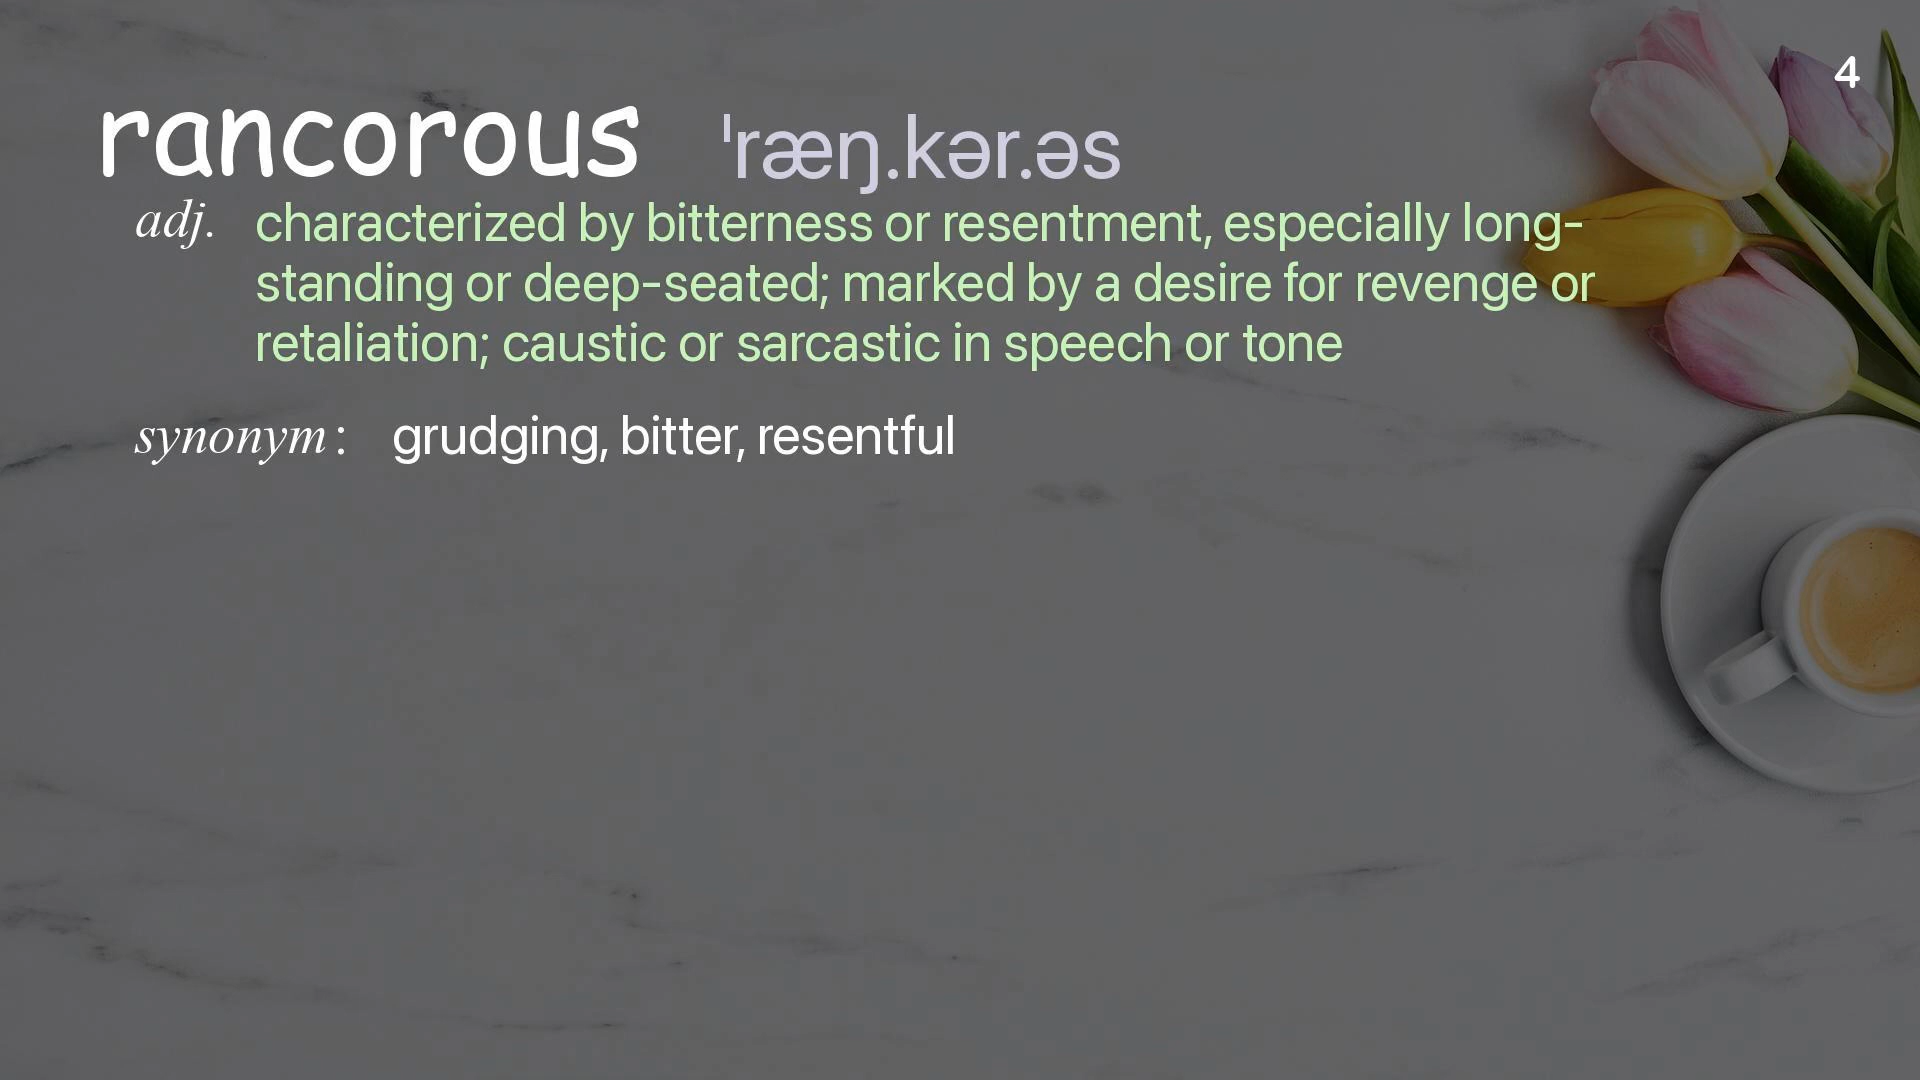 4
rancorous ˈræŋ.kər.əs
adj. characterized by bitterness or resentment, especially long-
standing or deep-seated; marked by a desire for revenge or
retaliation; caustic or sarcastic in speech or tone
synonym : grudging, bitter, resentful